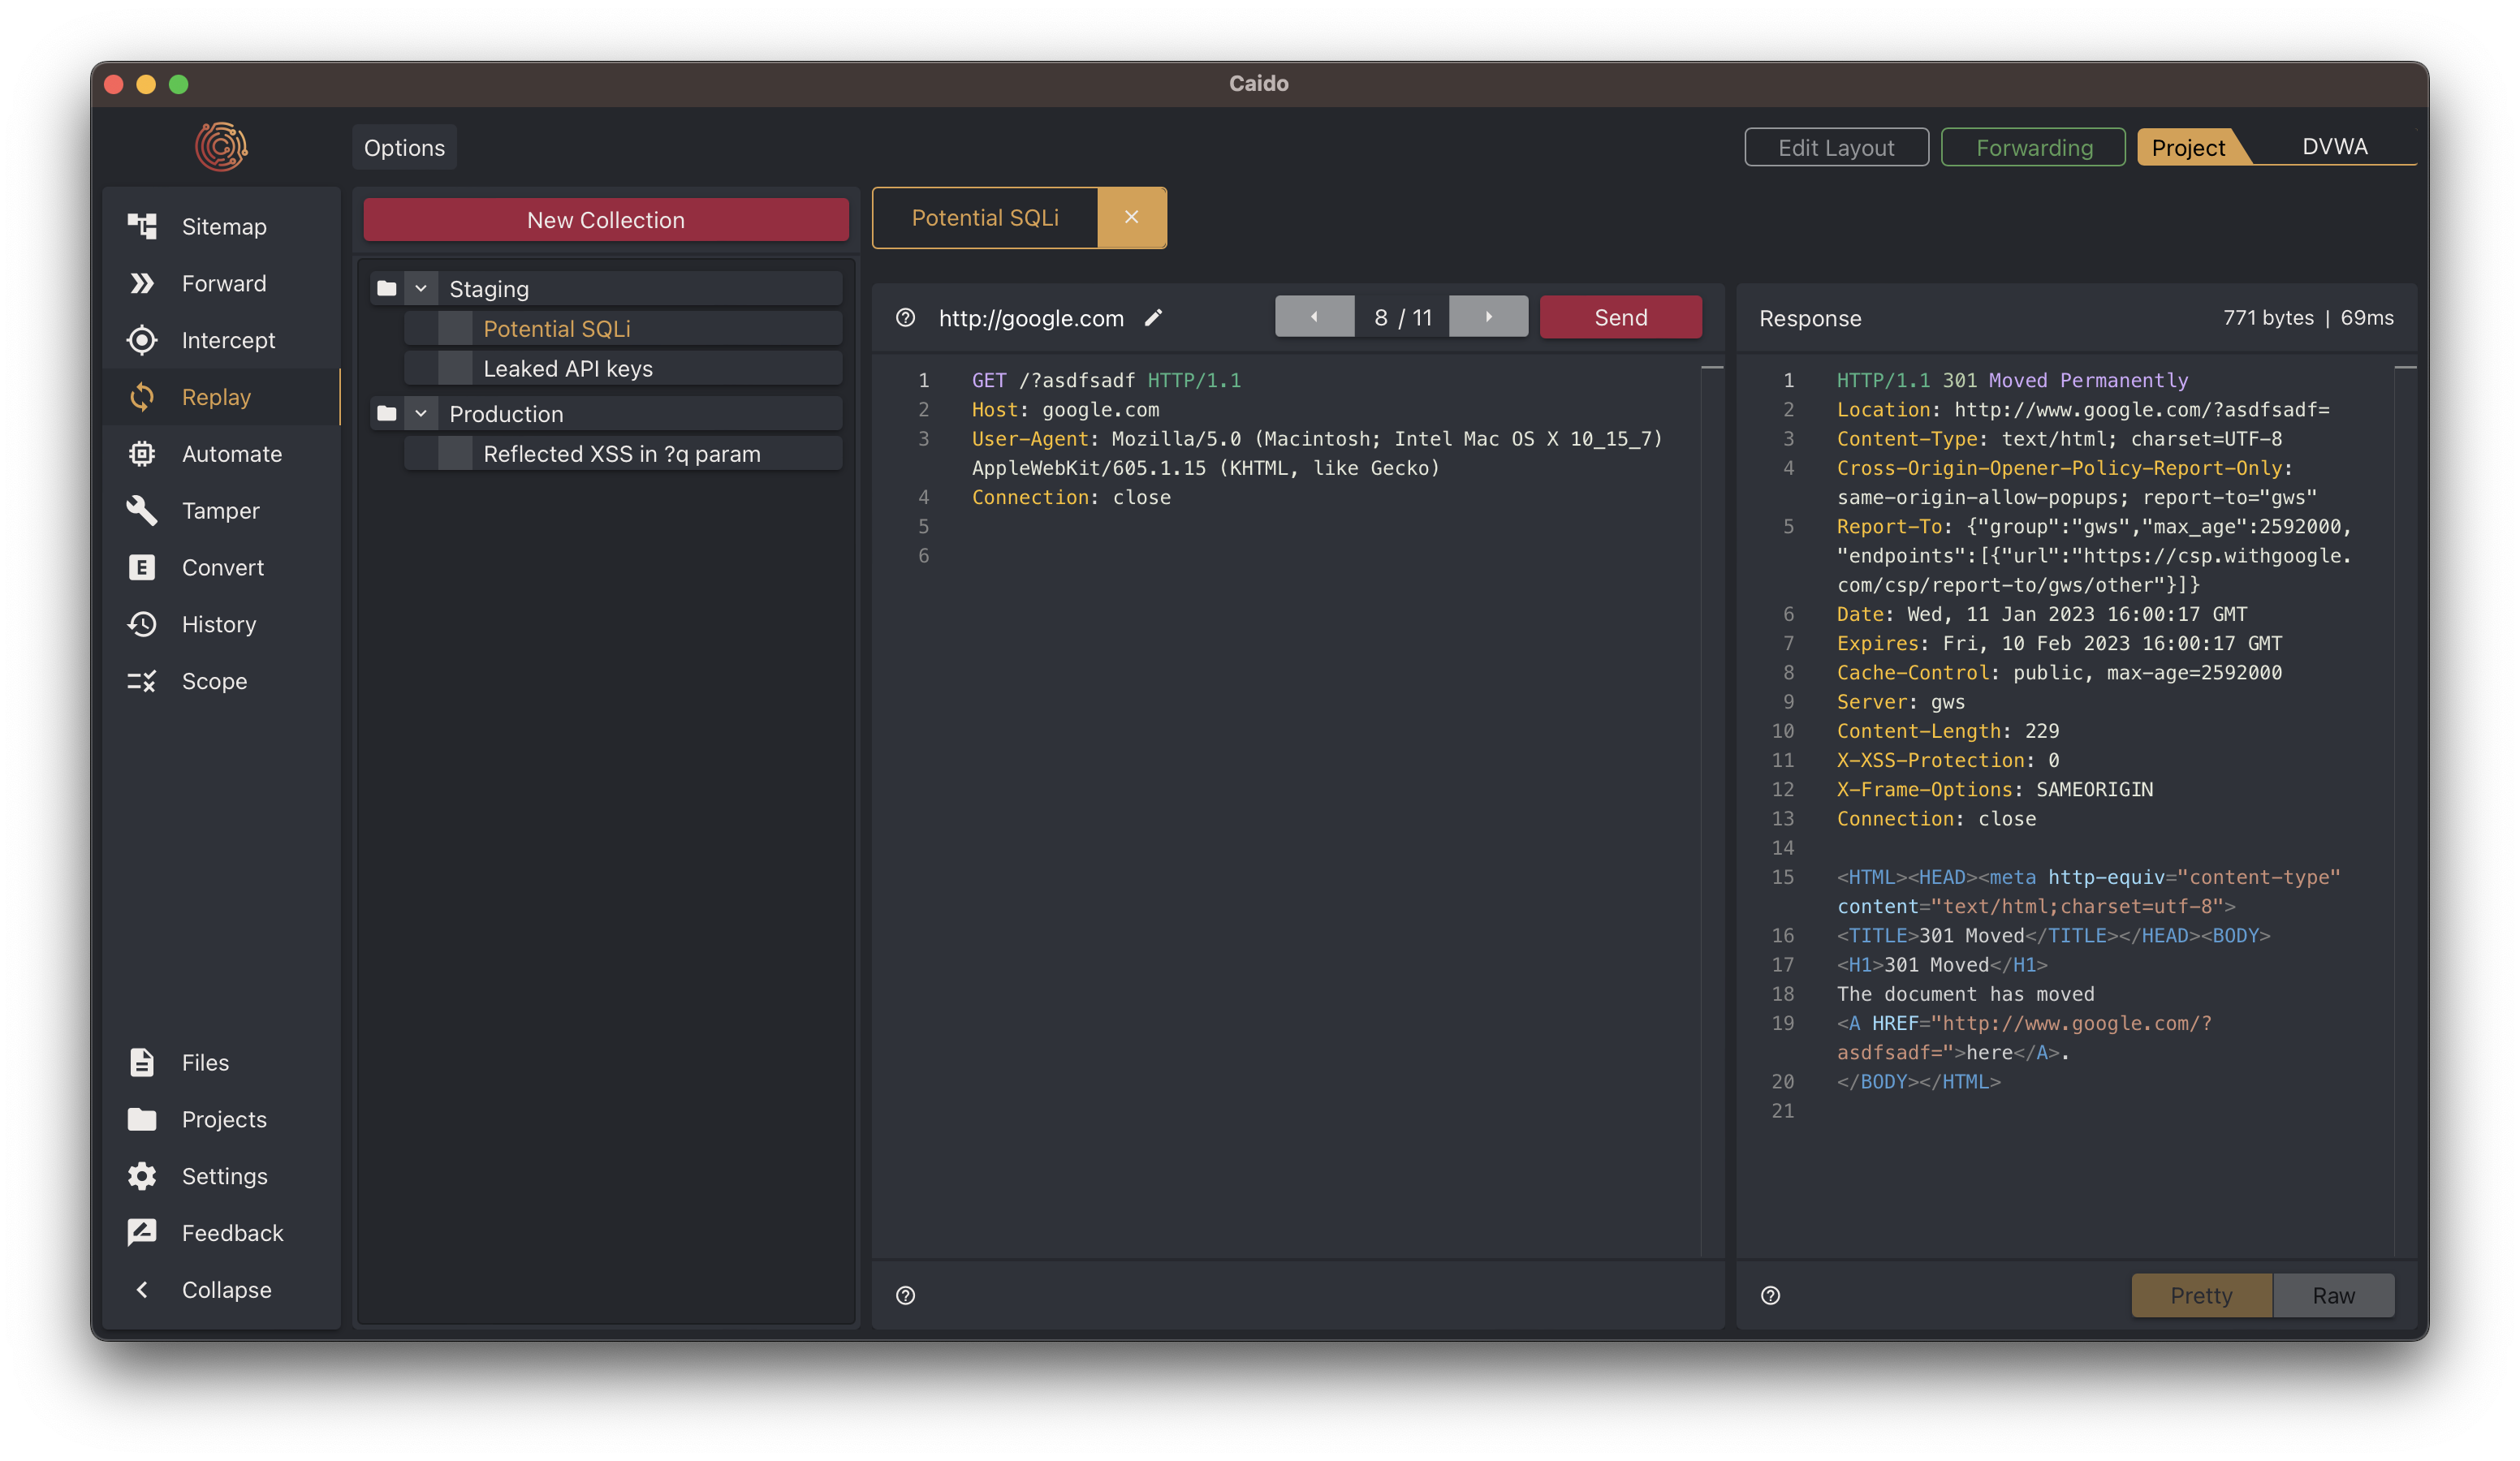 Caido
Options
Edit Layout
Forwarding
Project
DVWA
Sitemap
Forward
Intercept
Replay
Automate
Tamper
Convert
History
Scope
Files
Projects
Settings
Feedback
Collapse
New Collection
Staging
Potential SQLi
Leaked API keys
Production
Reflected XSS in ?q param
Potential SQLi
http://google.com
8 / 11
Send
1 GET /?asdfsadf HTTP/1.1
2 Host: google.com
3 User-Agent: Mozilla/5.0 (Macintosh; Intel Mac OS X 10_15_7)
AppleWebKit/605.1.15 (KHTML, like Gecko)
4 Connection: close
5
6
Response
771 bytes | 69ms
1 HTTP/1.1 301 Moved Permanently
2 Location: http://www.google.com/?asdfsadf=
3 Content-Type: text/html; charset=UTF-8
4 Cross-Origin-Opener-Policy-Report-Only:
same-origin-allow-popups; report-to="gws"
5 Report-To: {"group":"gws","max_age":2592000,
"endpoints":[{"url":"https://csp.withgoogle.
com/csp/report-to/gws/other"}]}
6 Date: Wed, 11 Jan 2023 16:00:17 GMT
7 Expires: Fri, 10 Feb 2023 16:00:17 GMT
8 Cache-Control: public, max-age=2592000
9 Server: gws
10 Content-Length: 229
11 X-XSS-Protection: 0
12 X-Frame-Options: SAMEORIGIN
13 Connection: close
14
15 <HTML><HEAD><meta http-equiv="content-type"
content="text/html;charset=utf-8">
16 <TITLE>301 Moved</TITLE></HEAD><BODY>
17 <H1>301 Moved</H1>
18 The document has moved
19 <A HREF="http://www.google.com/?
asdfsadf=">here</A>.
20 </BODY></HTML>
21
Pretty
Raw